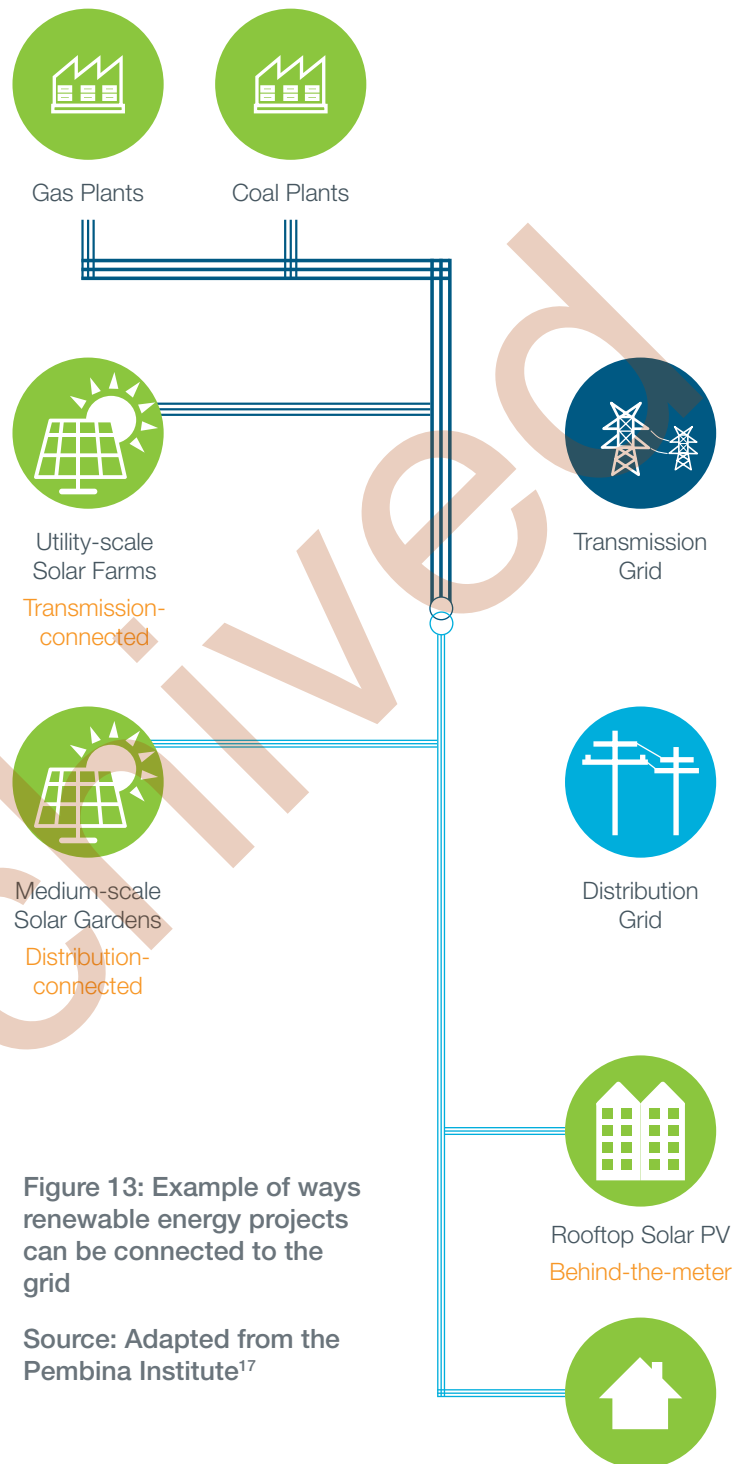 Gas Plants
Coal Plants
Utility-scale
Solar Farms
Transmission-
connected
Transmission
Grid
Medium-scale
Solar Gardens
Distribution-
connected
Distribution
Grid
Rooftop Solar PV
Behind-the-meter
Figure 13: Example of ways
renewable energy projects
can be connected to the
grid
Source: Adapted from the
Pembina Institute17
chived